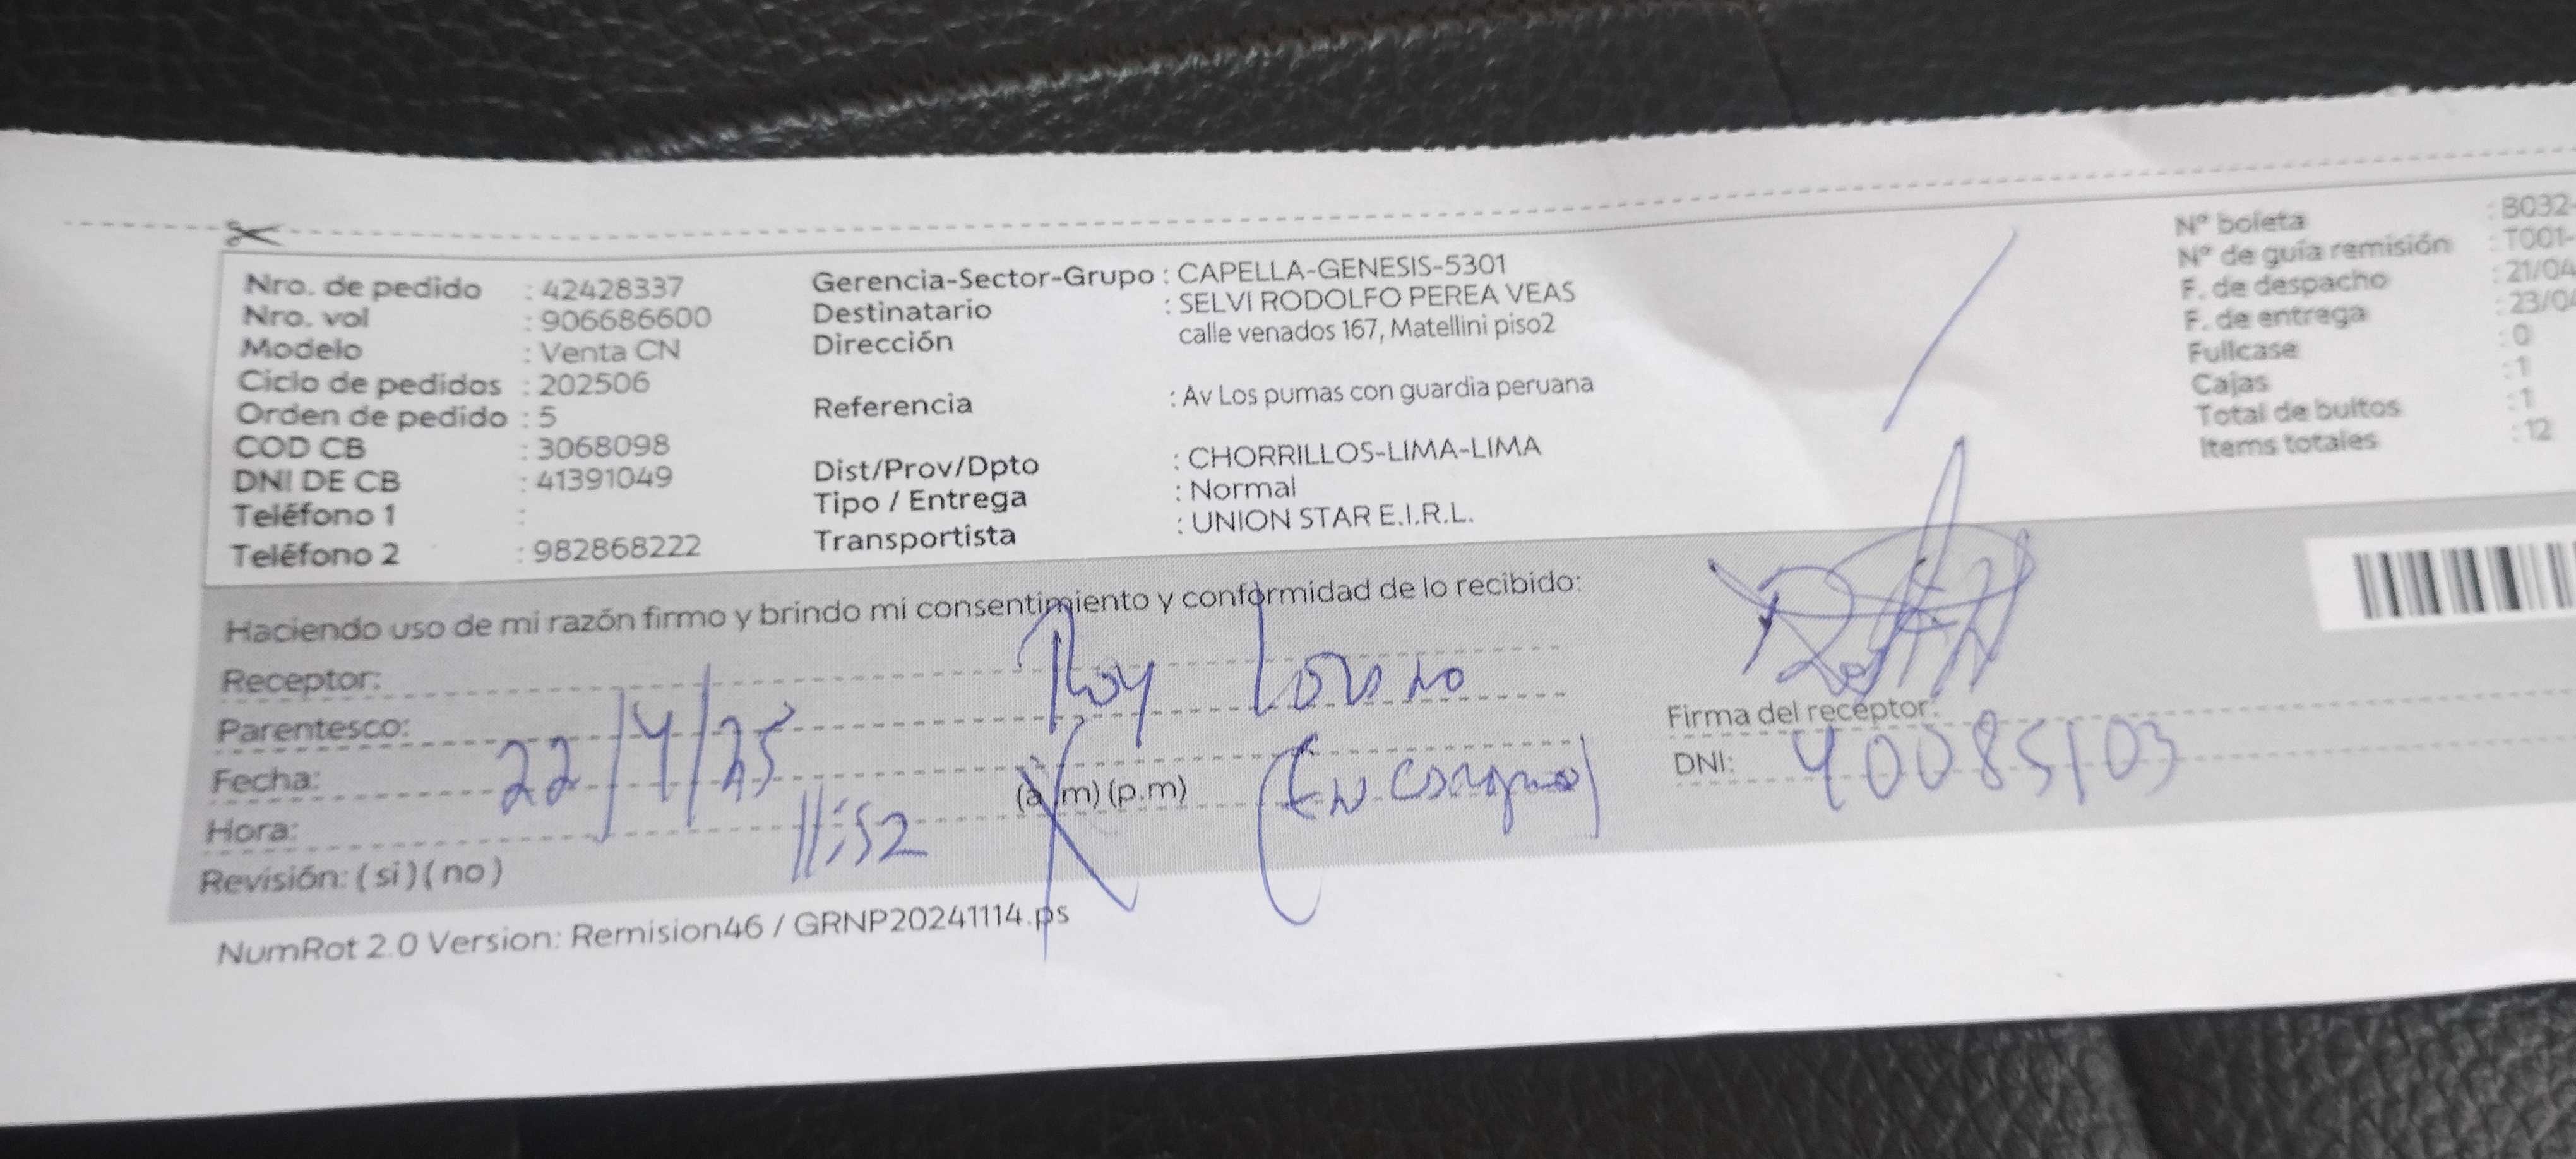 Nro. de pedido : 42428337
Nro. vol : 906686600
Modelo : Venta CN
Ciclo de pedidos : 202506
Orden de pedido : 5
COD CB : 3068098
DNI DE CB : 41391049
Teléfono 1 :
Teléfono 2 : 982868222
Gerencia-Sector-Grupo : CAPELLA-GENESIS-5301
Destinatario : SELVI RODOLFO PEREA VEAS
Dirección calle venados 167, Matellini piso2
Referencia : Av Los pumas con guardia peruana
Dist/Prov/Dpto : CHORRILLOS-LIMA-LIMA
Tipo / Entrega : Normal
Transportista : UNION STAR E.I.R.L.
N° boleta : B032-
N° de guía remisión : T001-
F. de despacho : 21/04
F. de entrega : 23/04
Fullcase : 0
Cajas : 1
Total de bultos : 1
Items totales : 12
Haciendo uso de mi razón firmo y brindo mi consentimiento y conformidad de lo recibido:
Receptor: Roy
Parentesco:
Fecha: 22/4/25
Hora: 11:52 (a.m) (p.m)
Revisión: ( si ) ( no )
Firma del receptor:
DNI: 40085103
NumRot 2.0 Version: Remision46 / GRNP20241114.ps